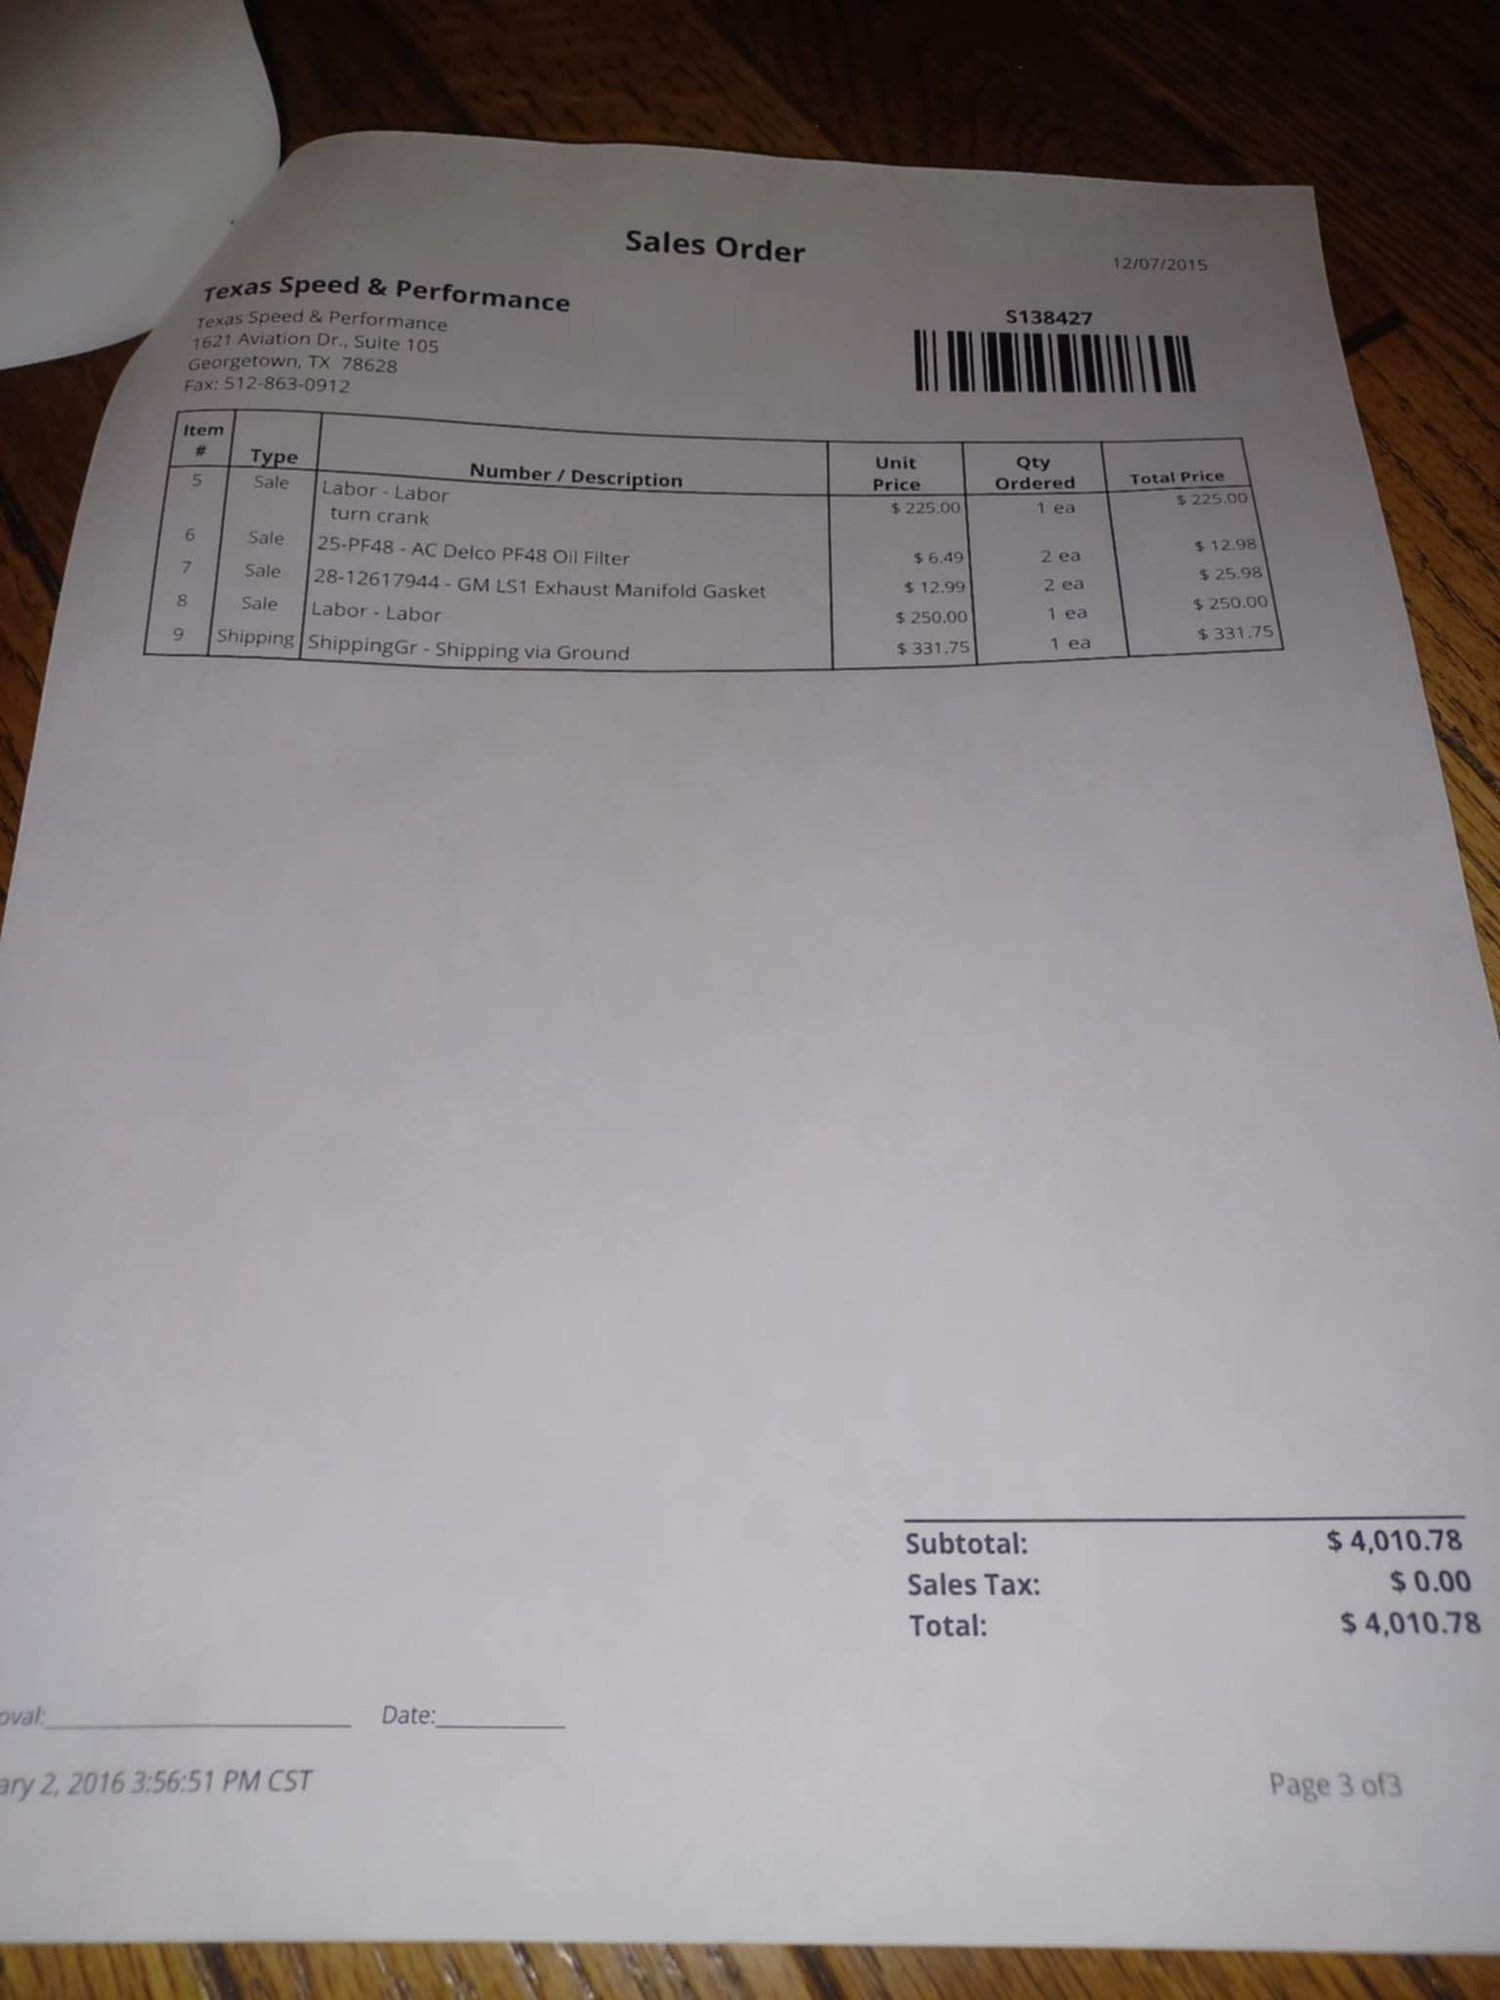 Sales Order
12/07/2015
Texas Speed & Performance
Texas Speed & Performance
1621 Aviation Dr., Suite 105
Georgetown, TX 78628
Fax: 512-863-0912
S138427
Item # Type Number / Description Unit Price Qty Ordered Total Price
5 Sale Labor - Labor $ 225.00 1 ea $ 225.00
turn crank
6 Sale 25-PF48 - AC Delco PF48 Oil Filter $ 6.49 2 ea $ 12.98
7 Sale 28-12617944 - GM LS1 Exhaust Manifold Gasket $ 12.99 2 ea $ 25.98
8 Sale Labor - Labor $ 250.00 1 ea $ 250.00
9 Shipping ShippingGr - Shipping via Ground $ 331.75 1 ea $ 331.75
Subtotal: $ 4,010.78
Sales Tax: $ 0.00
Total: $ 4,010.78
oval: Date:
ary 2, 2016 3:56:51 PM CST
Page 3 of3